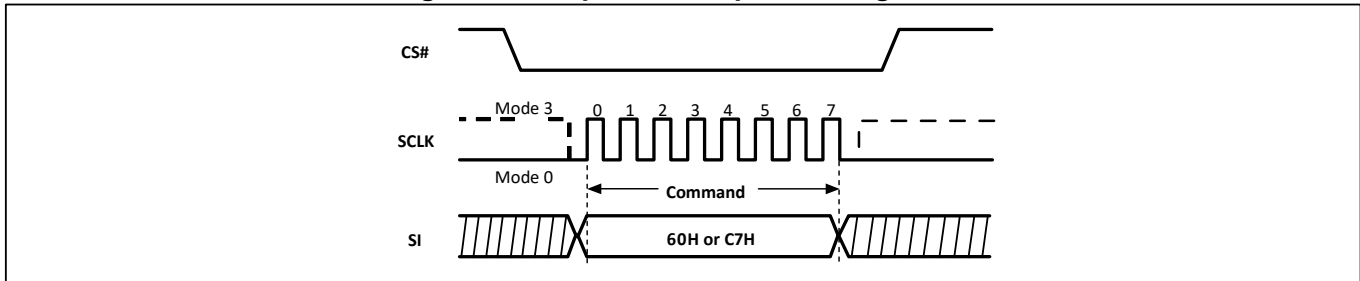 CS#
Mode 3
0 1 2 3 4 5 6 7
SCLK
Mode 0
Command
SI
60H or C7H